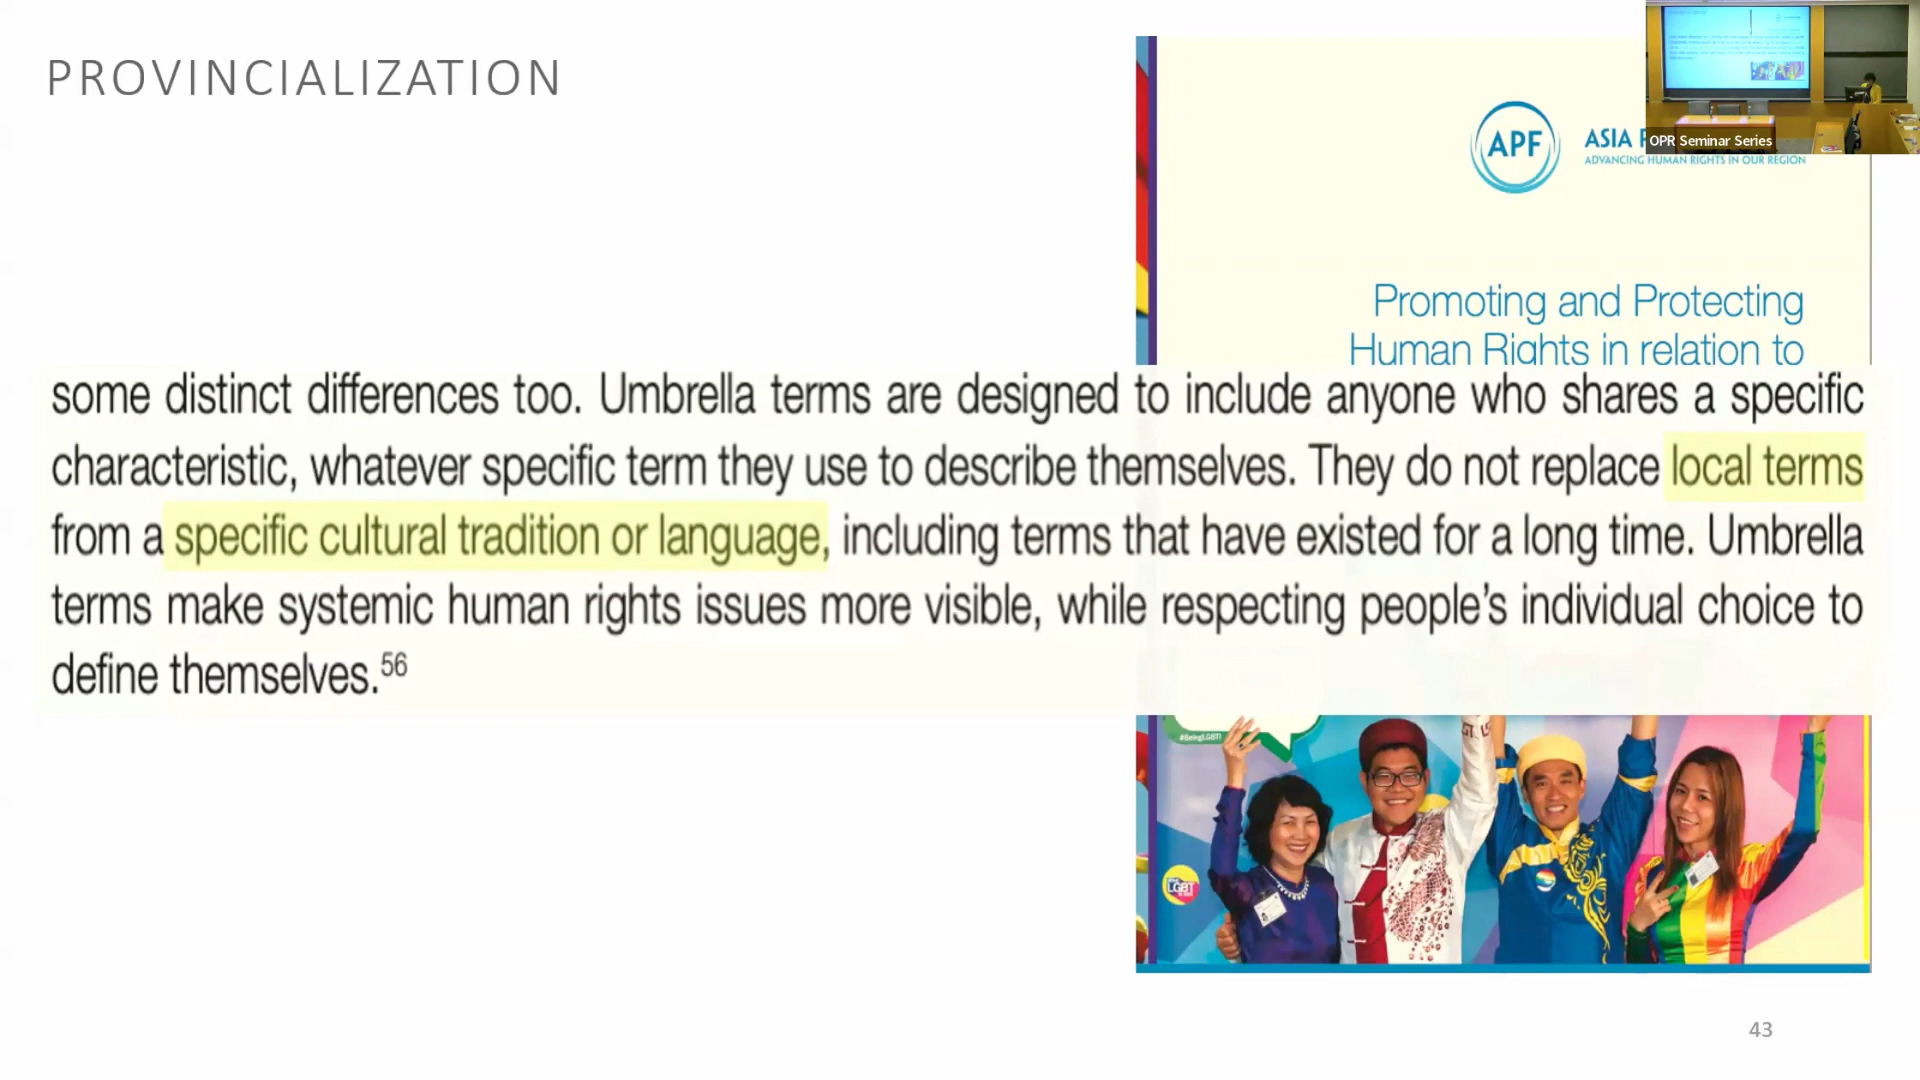 PROVINCIALIZATION
APF
ASIA P
ADVANCING HUMAN RIGHTS IN OUR REGION
OPR Seminar Series
Promoting and Protecting
Human Rights in relation to
some distinct differences too. Umbrella terms are designed to include anyone who shares a specific
characteristic, whatever specific term they use to describe themselves. They do not replace local terms
from a specific cultural tradition or language, including terms that have existed for a long time. Umbrella
terms make systemic human rights issues more visible, while respecting people’s individual choice to
define themselves.56
#BeingLGBTI
LGBT
43